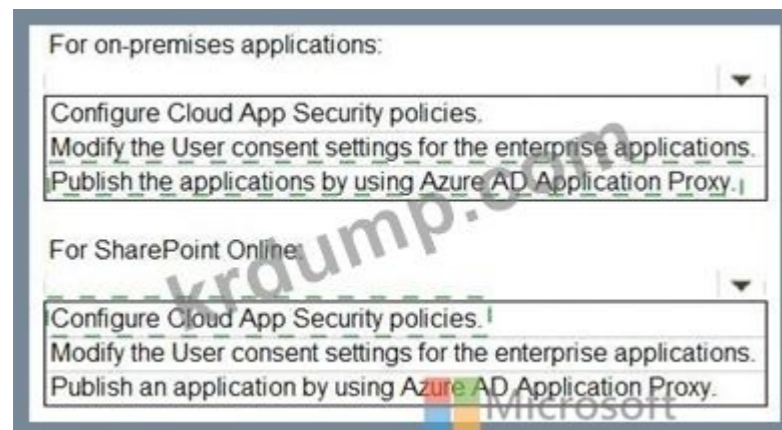 For on-premises applications:
Configure Cloud App Security policies.
Modify the User consent settings for the enterprise applications.
Publish the applications by using Azure AD Application Proxy.
krdump.com
For SharePoint Online:
Configure Cloud App Security policies.
Modify the User consent settings for the enterprise applications.
Publish an application by using Azure AD Application Proxy.
Microsoft